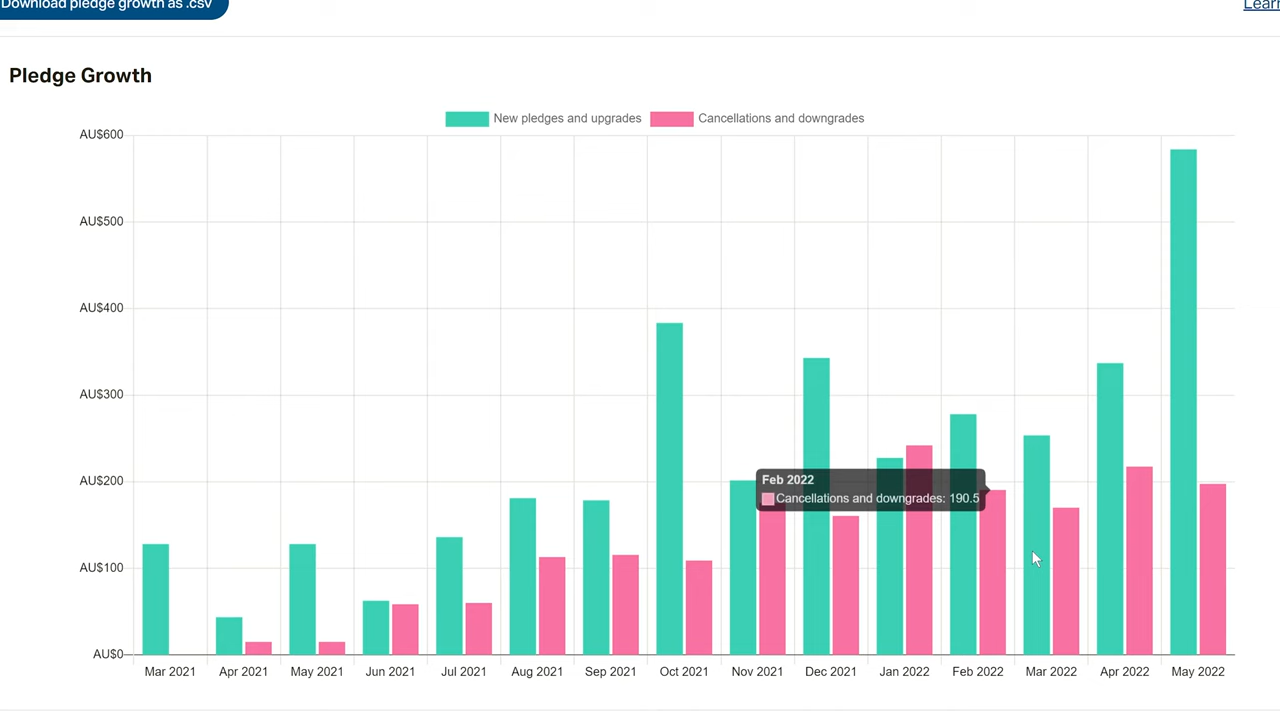 Download pledge growth as .csv
Pledge Growth
New pledges and upgrades Cancellations and downgrades
AU$600
AU$500
AU$400
AU$300
AU$200
AU$100
AU$0
Feb 2022
Cancellations and downgrades: 190.5
Mar 2021 Apr 2021 May 2021 Jun 2021 Jul 2021 Aug 2021 Sep 2021 Oct 2021 Nov 2021 Dec 2021 Jan 2022 Feb 2022 Mar 2022 Apr 2022 May 2022